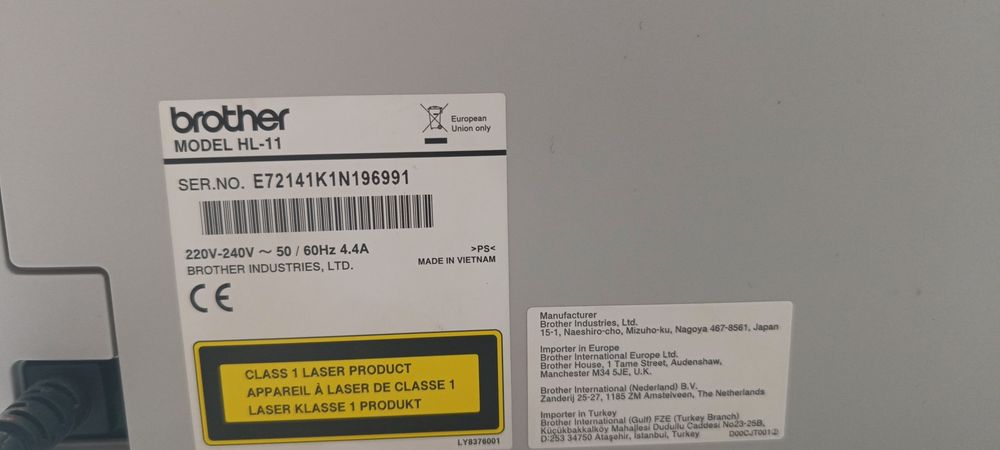 brother
MODEL HL-11
European
Union only
SER.NO. E72141K1N196991
220V-240V ~ 50 / 60Hz 4.4A
BROTHER INDUSTRIES, LTD.
>PS<
MADE IN VIETNAM
CE
CLASS 1 LASER PRODUCT
APPAREIL À LASER DE CLASSE 1
LASER KLASSE 1 PRODUKT
LY8376001
Manufacturer
Brother Industries, Ltd.
15-1, Naeshiro-cho, Mizuho-ku, Nagoya 467-8561, Japan
Importer in Europe
Brother International Europe Ltd.
Brother House, 1 Tame Street, Audenshaw,
Manchester M34 5JE, U.K.
Brother International (Nederland) B.V.
Zanderij 25-27, 1185 ZM Amstelveen, The Netherlands
Importer in Turkey
Brother International (Gulf) FZE (Turkey Branch)
Küçükbakkalköy Mahallesi Dudullu Caddesi No23-25B,
D:253 34750 Ataşehir, İstanbul, Turkey
D00CJT001②